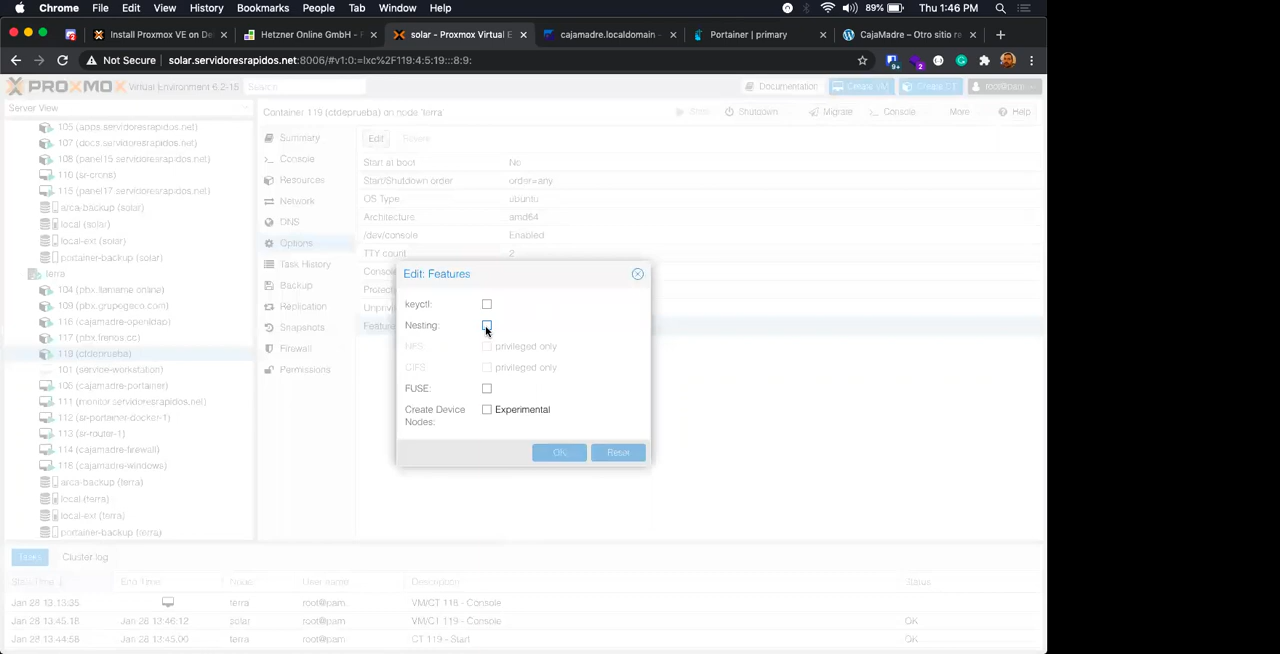 Chrome File Edit View History Bookmarks People Tab Window Help 89% Thu 1:46 PM
Install Proxmox VE on De
Hetzner Online GmbH - F
solar - Proxmox Virtual E
cajamadre.localdomain -
Portainer | primary
CajaMadre – Otro sitio re
Not Secure solar.servidoresrapidos.net:8006/#v1:0:=lxc%2F119:4:5:19:::8:9:
PROXMOX Virtual Environment 6.2-15 Search Documentation Create VM Create CT root@pam
Server View
Container 119 (ctdeprueba) on node 'terra'
Start Shutdown Migrate Console More Help
105 (apps.servidoresrapidos.net)
107 (docs.servidoresrapidos.net)
108 (panel15.servidoresrapidos.net)
110 (sr-crons)
115 (panel17.servidoresrapidos.net)
arca-backup (solar)
local (solar)
local-ext (solar)
portainer-backup (solar)
terra
104 (pbx.fiername.online)
109 (pbx.grupogeco.com)
116 (cajamadre-openldap)
117 (pbx.frenos.cc)
119 (ctdeprueba)
101 (service-workstation)
106 (cajamadre-portainer)
111 (monitor.servidoresrapidos.net)
112 (sr-portainer-docker-1)
113 (sr-router-1)
114 (cajamadre-firewall)
118 (cajamadre-windows)
arca-backup (terra)
local (terra)
local-ext (terra)
portainer-backup (terra)
Summary
Console
Resources
Network
DNS
Options
Task History
Backup
Replication
Snapshots
Firewall
Permissions
Edit Revert
Start at boot No
Start/Shutdown order order=any
OS Type ubuntu
Architecture amd64
/dev/console Enabled
TTY count 2
Conso
Protec
Unprivi
Feature
Edit: Features
keyctl:
Nesting:
NFS: privileged only
CIFS: privileged only
FUSE:
Create Device Nodes: Experimental
OK Reset
Tasks Cluster log
Start Time End Time Node User name Description Status
Jan 28 13:13:35 terra root@pam VM/CT 118 - Console
Jan 28 13:45:18 Jan 28 13:46:12 solar root@pam VM/CT 119 - Console OK
Jan 28 13:44:58 Jan 28 13:45:00 terra root@pam CT 119 - Start OK